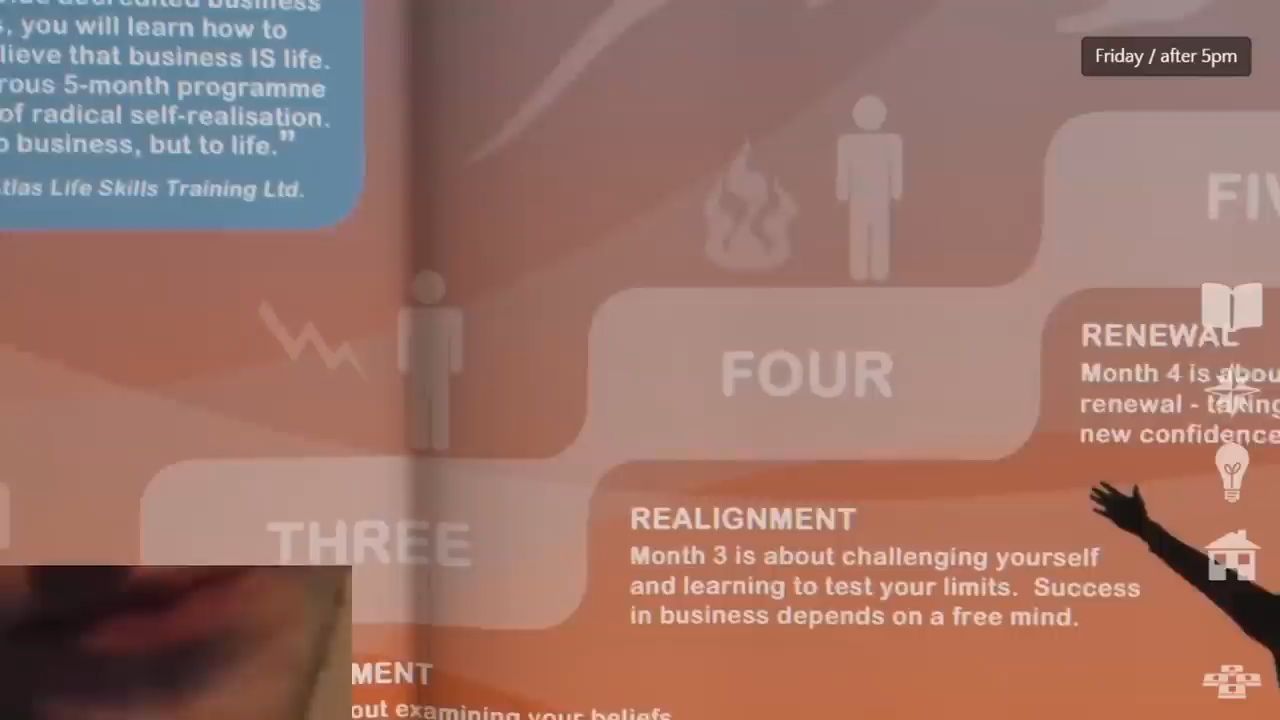 accredited business
, you will learn how to
lieve that business IS life.
rous 5-month programme
of radical self-realisation.
business, but to life.”
tlas Life Skills Training Ltd.
Friday / after 5pm
FIV
FOUR
RENEWAL
Month 4 is abou
renewal - taking
new confidence
THREE
REALIGNMENT
Month 3 is about challenging yourself
and learning to test your limits. Success
in business depends on a free mind.
MENT
out examining your beliefs